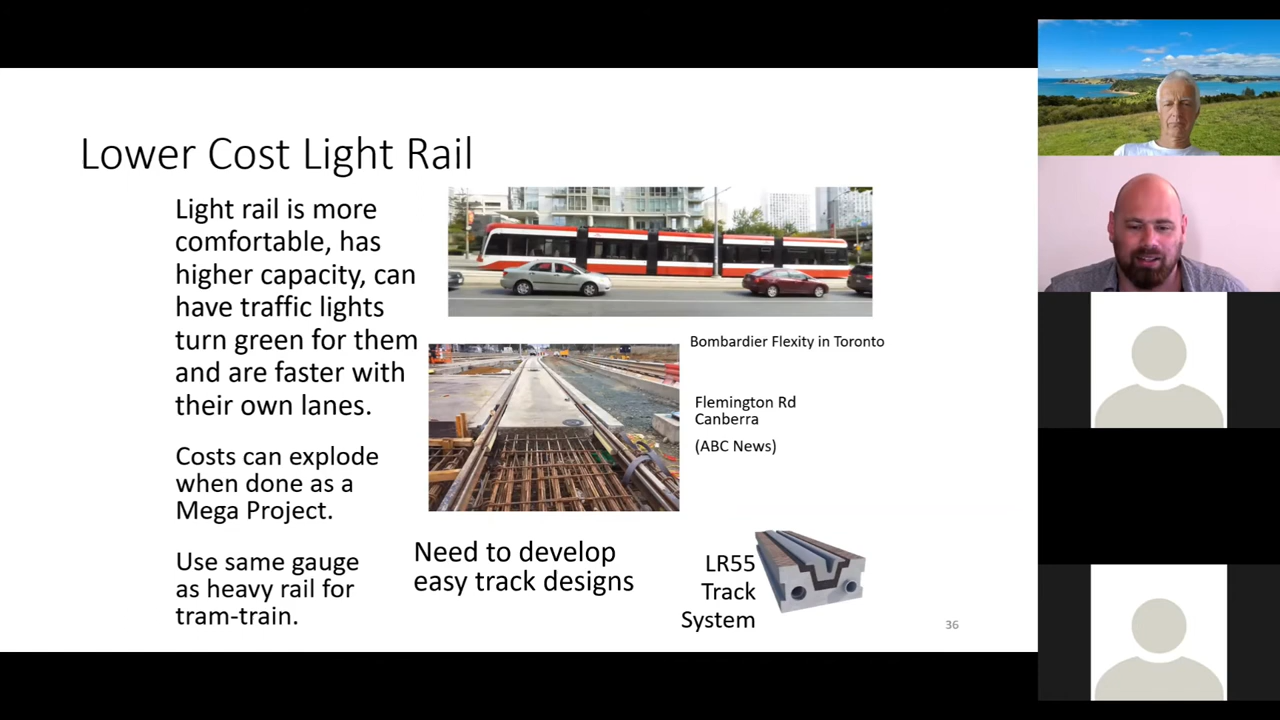 Lower Cost Light Rail
Light rail is more
comfortable, has
higher capacity, can
have traffic lights
turn green for them
and are faster with
their own lanes.
Costs can explode
when done as a
Mega Project.
Use same gauge
as heavy rail for
tram-train.
Bombardier Flexity in Toronto
Flemington Rd
Canberra
(ABC News)
Need to develop
easy track designs
LR55
Track
System
36